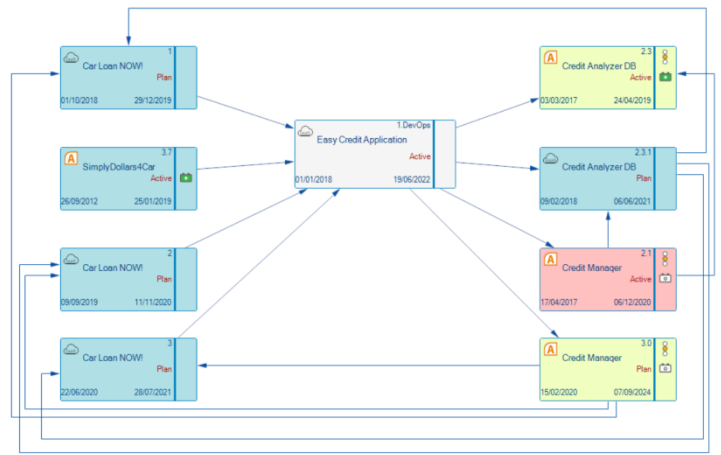 1
Car Loan NOW!
Plan
01/10/2018 29/12/2019
2.3
A
Credit Analyzer DB
Active
03/03/2017 24/04/2019
1.DevOps
Easy Credit Application
Active
01/01/2018 19/06/2022
3.7
A
SimplyDollars4Car
Active
26/09/2012 25/01/2019
2.3.1
Credit Analyzer DB
Plan
09/02/2018 06/06/2021
2
Car Loan NOW!
Plan
09/09/2019 11/11/2020
2.1
A
Credit Manager
Active
17/04/2017 06/12/2020
3
Car Loan NOW!
Plan
22/06/2020 28/07/2021
3.0
A
Credit Manager
Plan
15/02/2020 07/09/2024